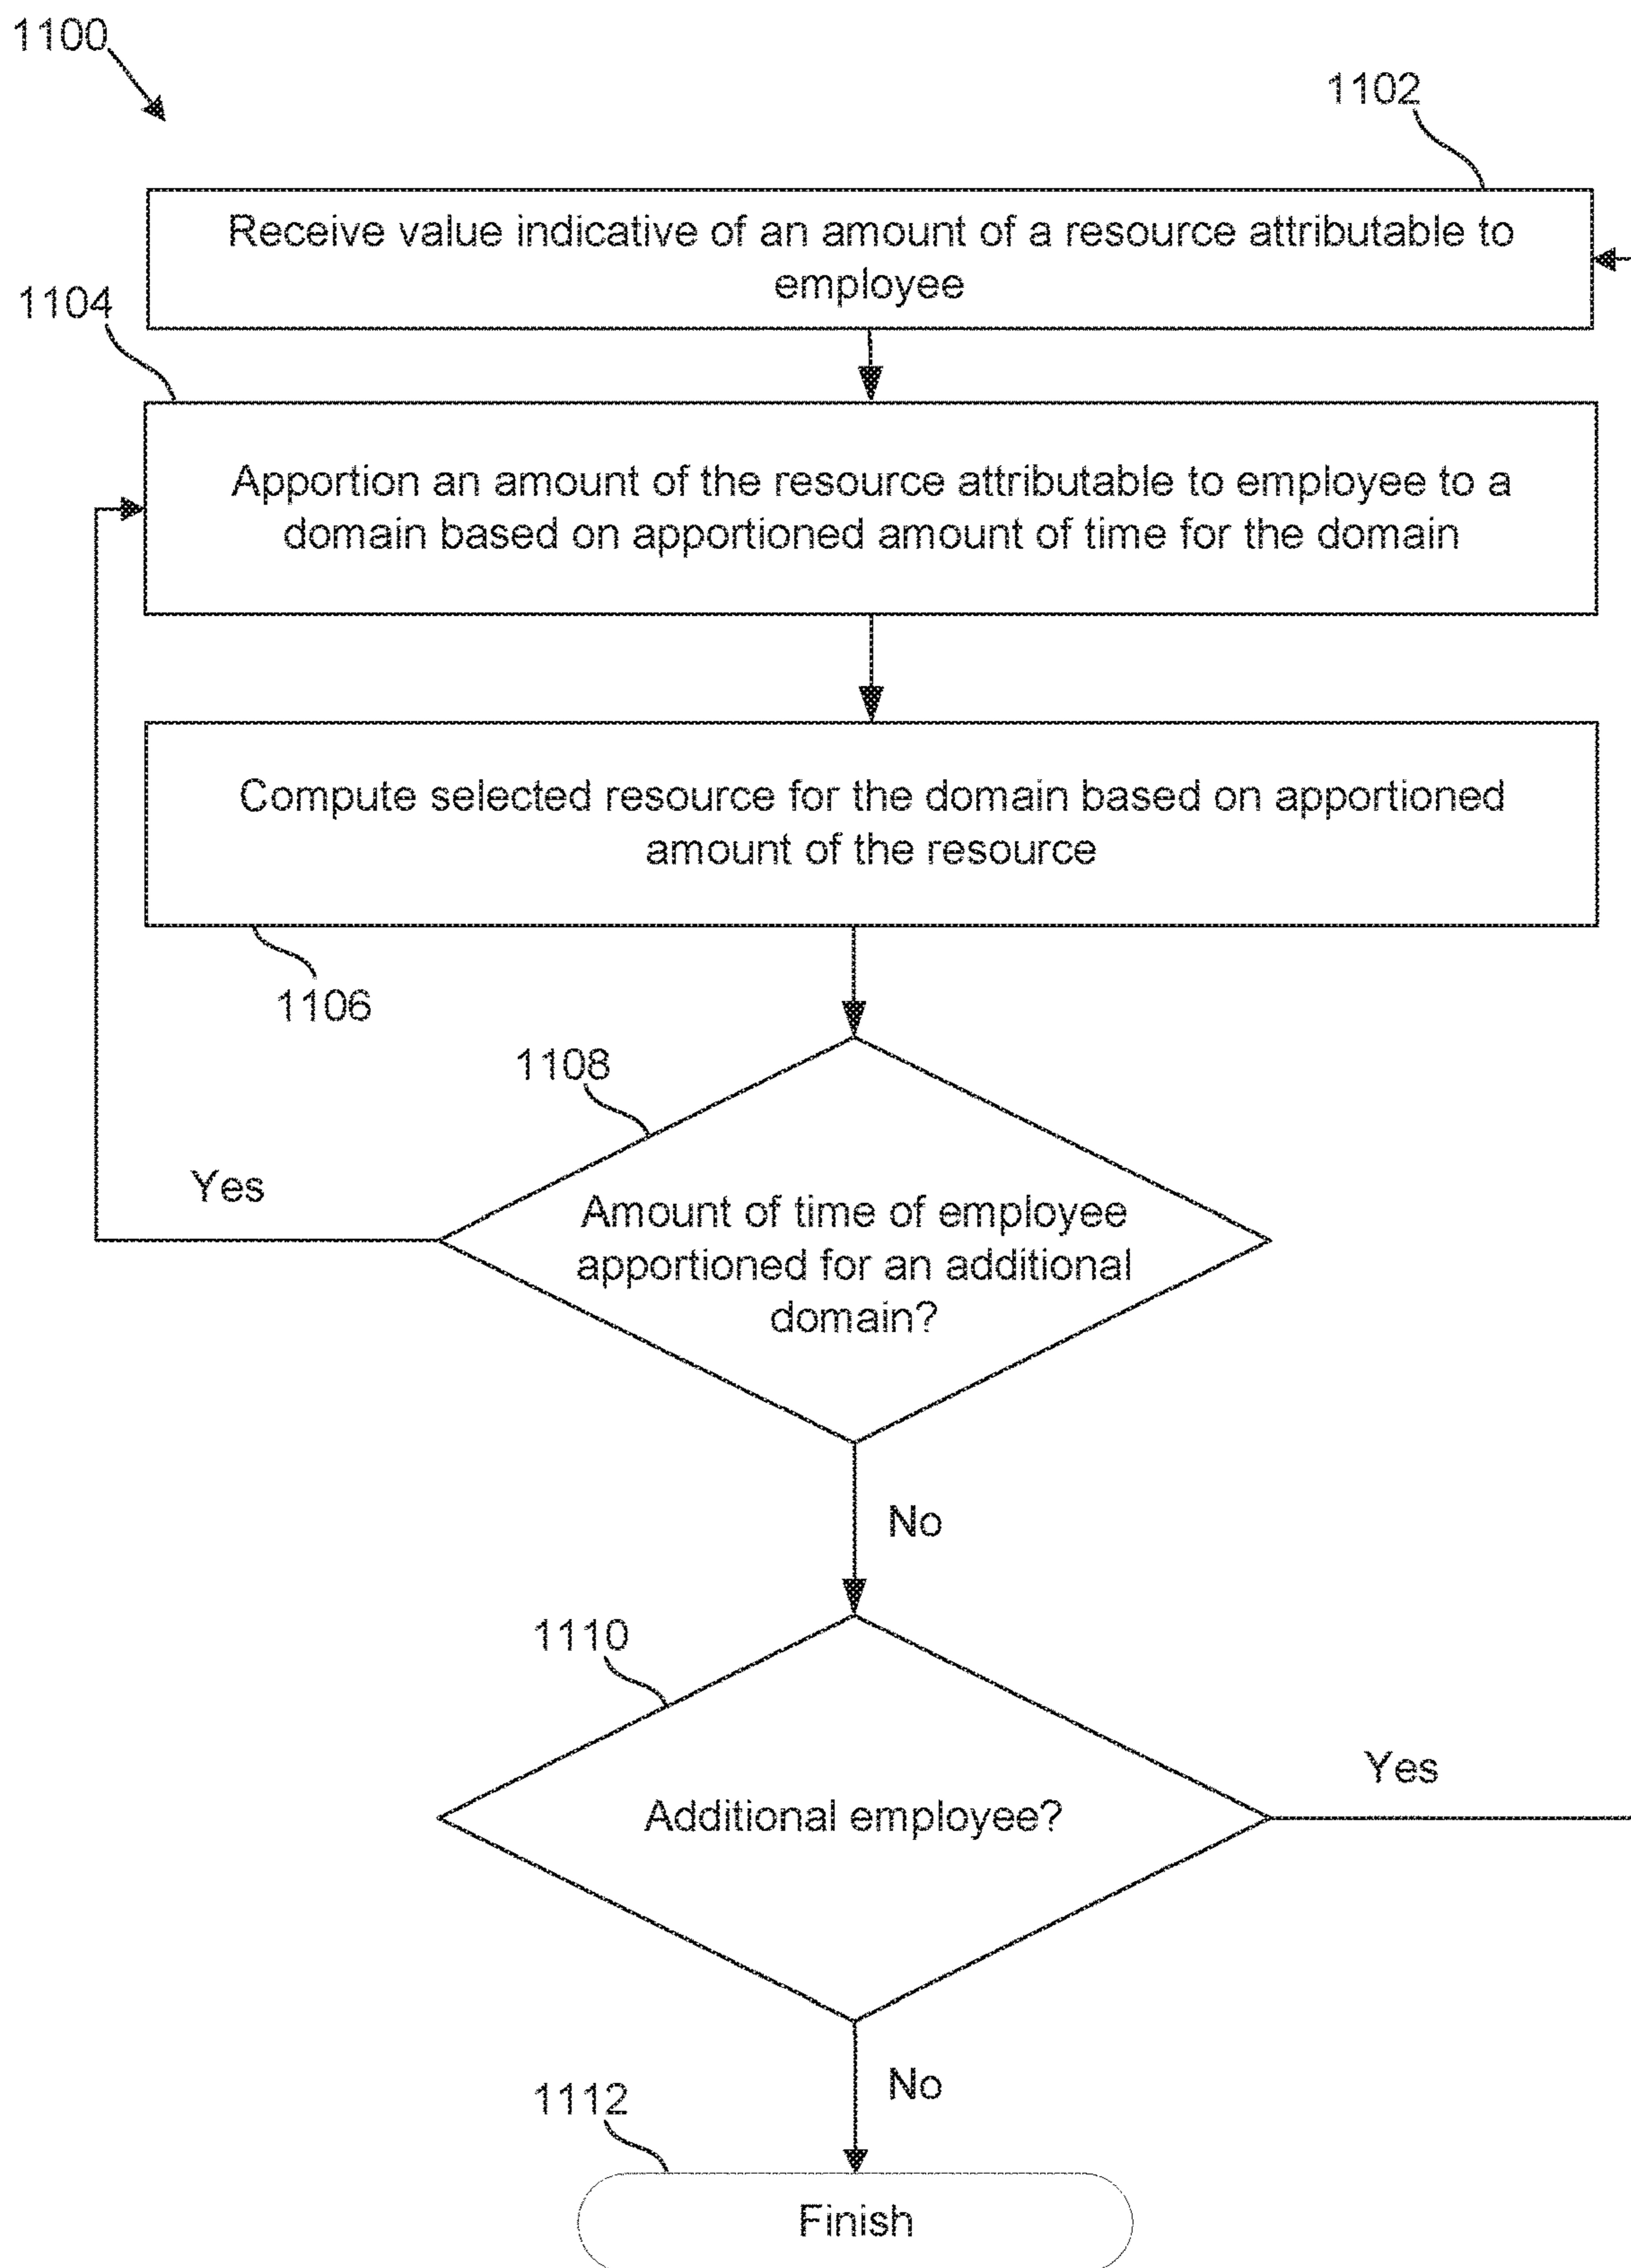 1100
1102
Receive value indicative of an amount of a resource attributable to
employee
1104
Apportion an amount of the resource attributable to employee to a
domain based on apportioned amount of time for the domain
Compute selected resource for the domain based on apportioned
amount of the resource
1106
1108
Yes
Amount of time of employee
apportioned for an additional
domain?
No
1110
Yes
Additional employee?
No
1112
Finish